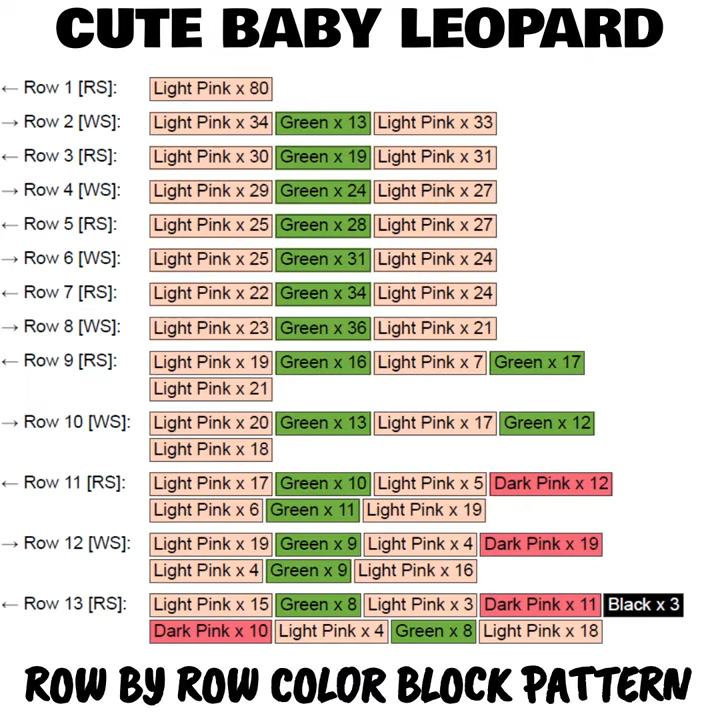 CUTE BABY LEOPARD
← Row 1 [RS]: Light Pink x 80
→ Row 2 [WS]: Light Pink x 34 Green x 13 Light Pink x 33
← Row 3 [RS]: Light Pink x 30 Green x 19 Light Pink x 31
→ Row 4 [WS]: Light Pink x 29 Green x 24 Light Pink x 27
← Row 5 [RS]: Light Pink x 25 Green x 28 Light Pink x 27
→ Row 6 [WS]: Light Pink x 25 Green x 31 Light Pink x 24
← Row 7 [RS]: Light Pink x 22 Green x 34 Light Pink x 24
→ Row 8 [WS]: Light Pink x 23 Green x 36 Light Pink x 21
← Row 9 [RS]: Light Pink x 19 Green x 16 Light Pink x 7 Green x 17
Light Pink x 21
→ Row 10 [WS]: Light Pink x 20 Green x 13 Light Pink x 17 Green x 12
Light Pink x 18
← Row 11 [RS]: Light Pink x 17 Green x 10 Light Pink x 5 Dark Pink x 12
Light Pink x 6 Green x 11 Light Pink x 19
→ Row 12 [WS]: Light Pink x 19 Green x 9 Light Pink x 4 Dark Pink x 19
Light Pink x 4 Green x 9 Light Pink x 16
← Row 13 [RS]: Light Pink x 15 Green x 8 Light Pink x 3 Dark Pink x 11 Black x 3
Dark Pink x 10 Light Pink x 4 Green x 8 Light Pink x 18
ROW BY ROW COLOR BLOCK PATTERN